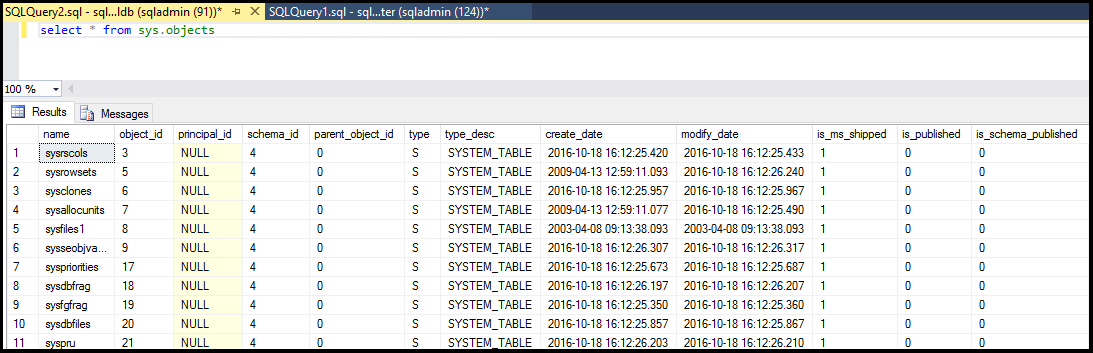 SQLQuery2.sql - sql...ldb (sqladmin (91))* SQLQuery1.sql - sql...ter (sqladmin (124))*
select * from sys.objects
100 %
Results Messages
name object_id principal_id schema_id parent_object_id type type_desc create_date modify_date is_ms_shipped is_published is_schema_published
1 sysrscols 3 NULL 4 0 S SYSTEM_TABLE 2016-10-18 16:12:25.420 2016-10-18 16:12:25.433 1 0 0
2 sysrowsets 5 NULL 4 0 S SYSTEM_TABLE 2009-04-13 12:59:11.093 2016-10-18 16:12:26.240 1 0 0
3 sysclones 6 NULL 4 0 S SYSTEM_TABLE 2016-10-18 16:12:25.957 2016-10-18 16:12:25.967 1 0 0
4 sysallocunits 7 NULL 4 0 S SYSTEM_TABLE 2009-04-13 12:59:11.077 2016-10-18 16:12:25.490 1 0 0
5 sysfiles1 8 NULL 4 0 S SYSTEM_TABLE 2003-04-08 09:13:38.093 2003-04-08 09:13:38.093 1 0 0
6 sysseobjva... 9 NULL 4 0 S SYSTEM_TABLE 2016-10-18 16:12:26.307 2016-10-18 16:12:26.317 1 0 0
7 syspriorities 17 NULL 4 0 S SYSTEM_TABLE 2016-10-18 16:12:25.673 2016-10-18 16:12:25.687 1 0 0
8 sysdbfrag 18 NULL 4 0 S SYSTEM_TABLE 2016-10-18 16:12:26.197 2016-10-18 16:12:26.207 1 0 0
9 sysfgfrag 19 NULL 4 0 S SYSTEM_TABLE 2016-10-18 16:12:25.350 2016-10-18 16:12:25.360 1 0 0
10 sysdbfiles 20 NULL 4 0 S SYSTEM_TABLE 2016-10-18 16:12:25.857 2016-10-18 16:12:25.867 1 0 0
11 syspru 21 NULL 4 0 S SYSTEM_TABLE 2016-10-18 16:12:26.203 2016-10-18 16:12:26.210 1 0 0